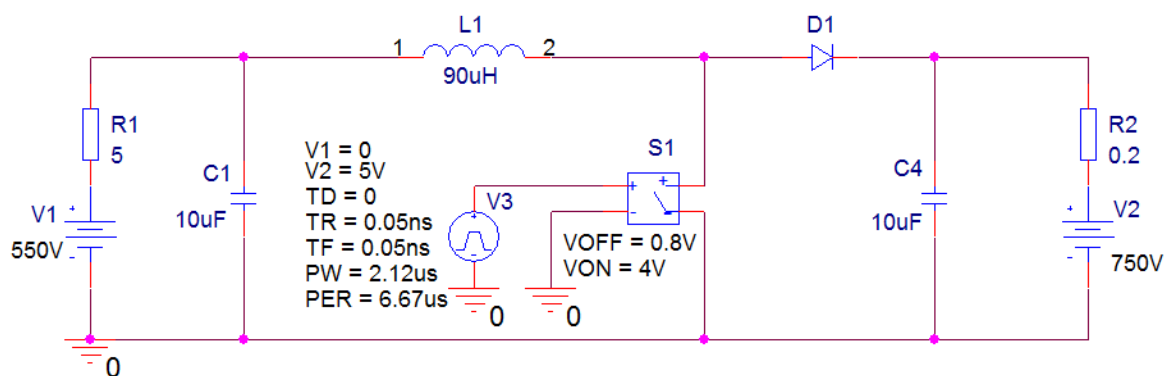 L1
D1
1
2
90uH
R1
5
R2
0.2
V1 = 0
V2 = 5V
TD = 0
TR = 0.05ns
TF = 0.05ns
PW = 2.12us
PER = 6.67us
S1
C1
10uF
C4
10uF
V3
+
-
+
V1
550V
+
-
VOFF = 0.8V
VON = 4V
V2
750V
+
-
+
-
0
0
0